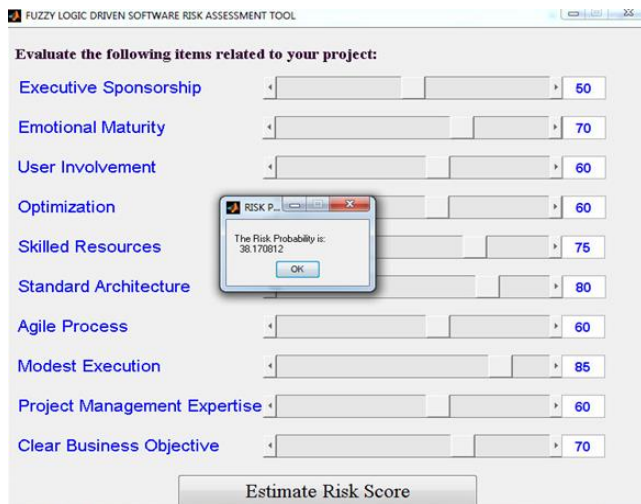 FUZZY LOGIC DRIVEN SOFTWARE RISK ASSESSMENT TOOL
Evaluate the following items related to your project:
Executive Sponsorship 50
Emotional Maturity 70
User Involvement 60
Optimization 60
RISK P...
The Risk Probability is:
38.170812
OK
Skilled Resources 75
Standard Architecture 80
Agile Process 60
Modest Execution 85
Project Management Expertise 60
Clear Business Objective 70
Estimate Risk Score